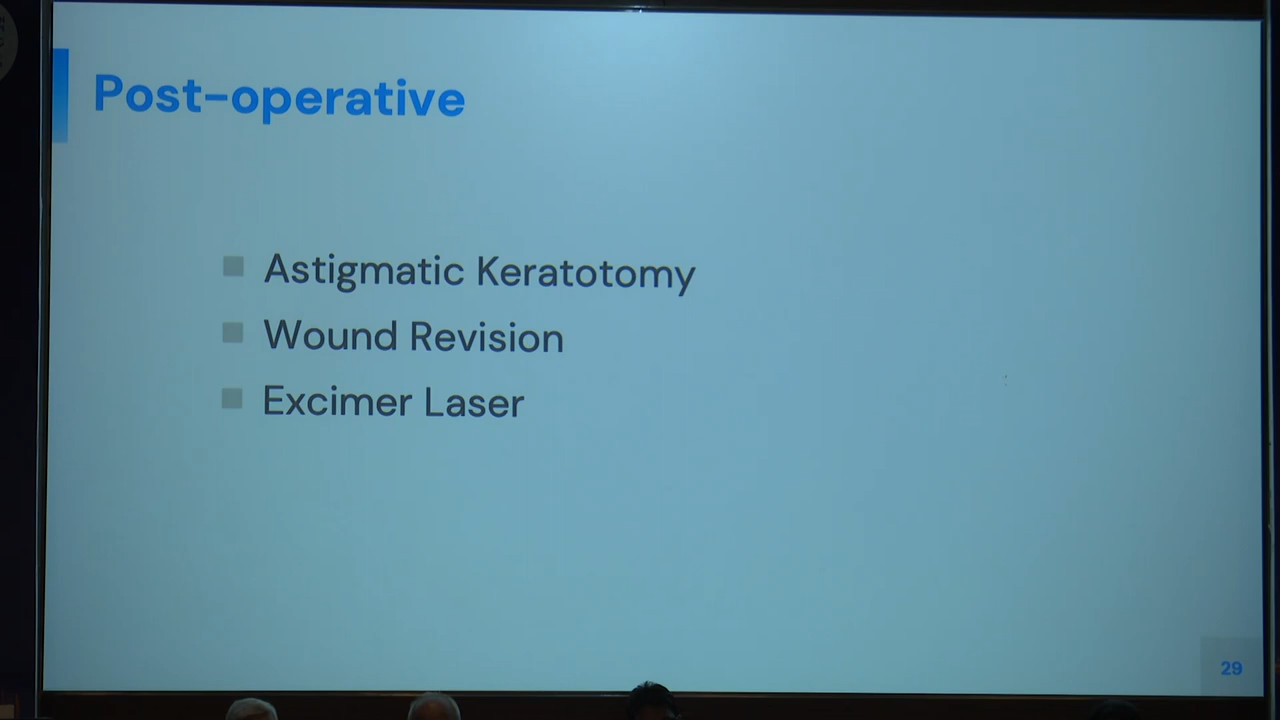 Post-operative
Astigmatic Keratotomy
Wound Revision
Excimer Laser
29